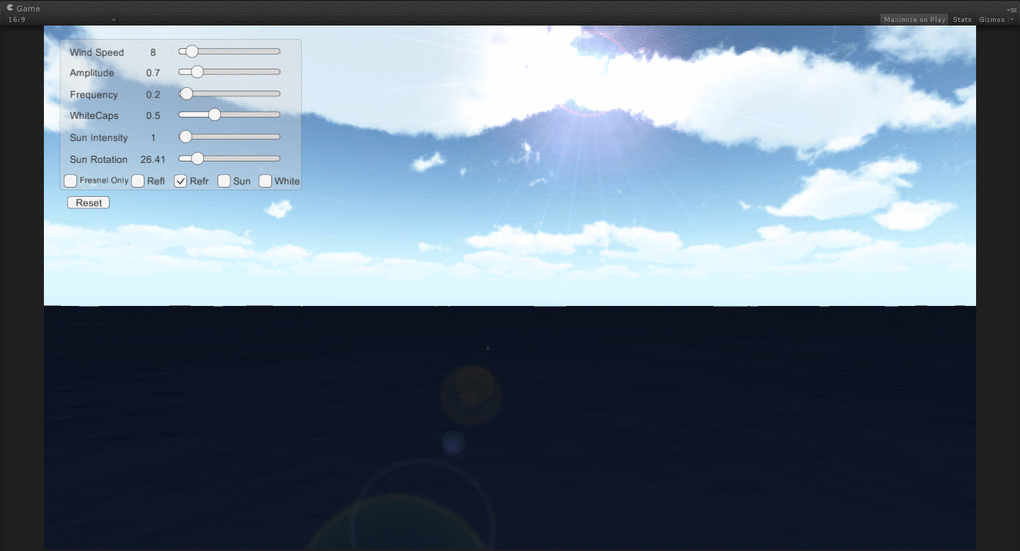 Game
16:9 Maximize on Play Stats Gizmos
Wind Speed 8
Amplitude 0.7
Frequency 0.2
WhiteCaps 0.5
Sun Intensity 1
Sun Rotation 26.41
Fresnel Only Refl Refr Sun White
Reset